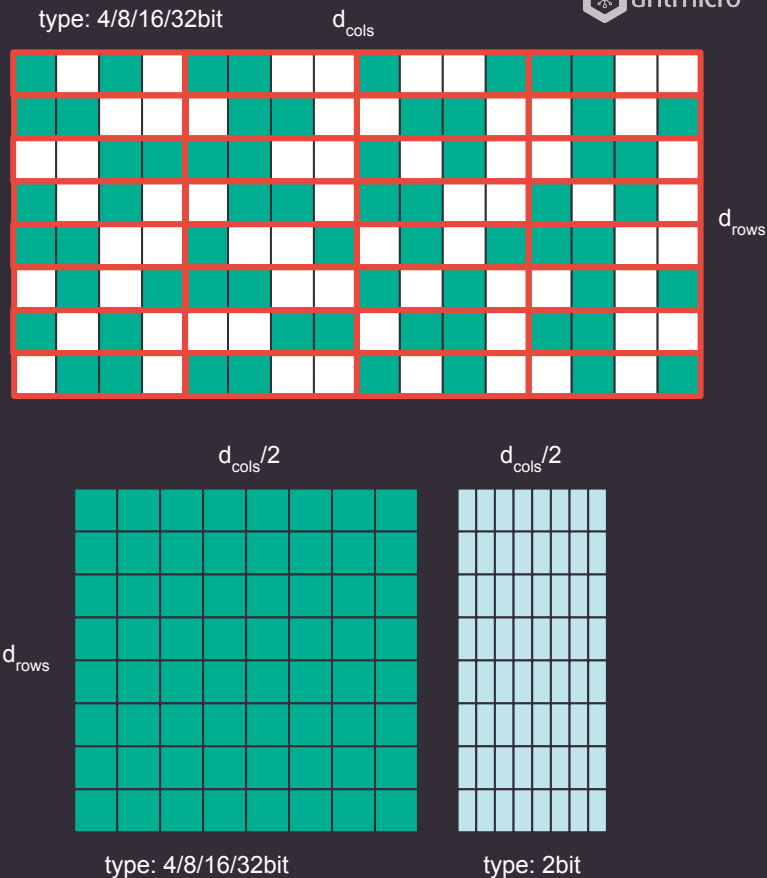 antmicro
type: 4/8/16/32bit
d_cols
d_rows
d_cols/2
d_cols/2
d_rows
type: 4/8/16/32bit
type: 2bit